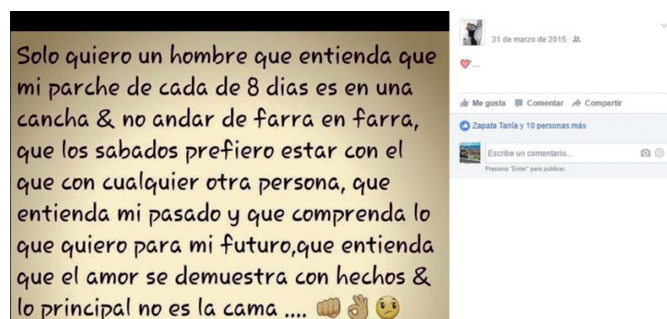 Solo quiero un hombre que entienda que
mi parche de cada de 8 dias es en una
cancha & no andar de farra en farra,
que los sabados prefiero estar con el
que con cualquier otra persona, que
entienda mi pasado y que comprenda lo
que quiero para mi futuro,que entienda
que el amor se demuestra con hechos &
lo principal no es la cama .... 👊👌😟
31 de marzo de 2015 ·
❤️...
Me gusta Comentar Compartir
Zapata Tanía y 10 personas más
Escribe un comentario...
Presiona "Enter" para publicar.